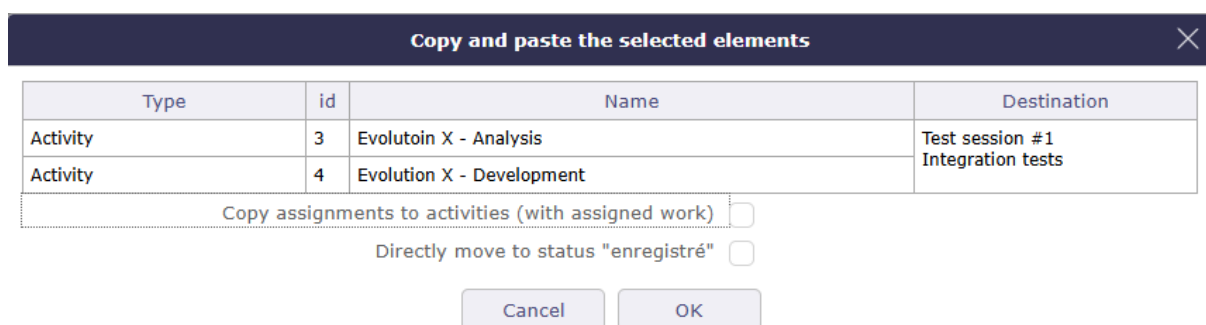 Copy and paste the selected elements
Type id Name Destination
Activity 3 Evolutoin X - Analysis Test session #1
Integration tests
Activity 4 Evolution X - Development
Copy assignments to activities (with assigned work)
Directly move to status "enregistré"
Cancel OK